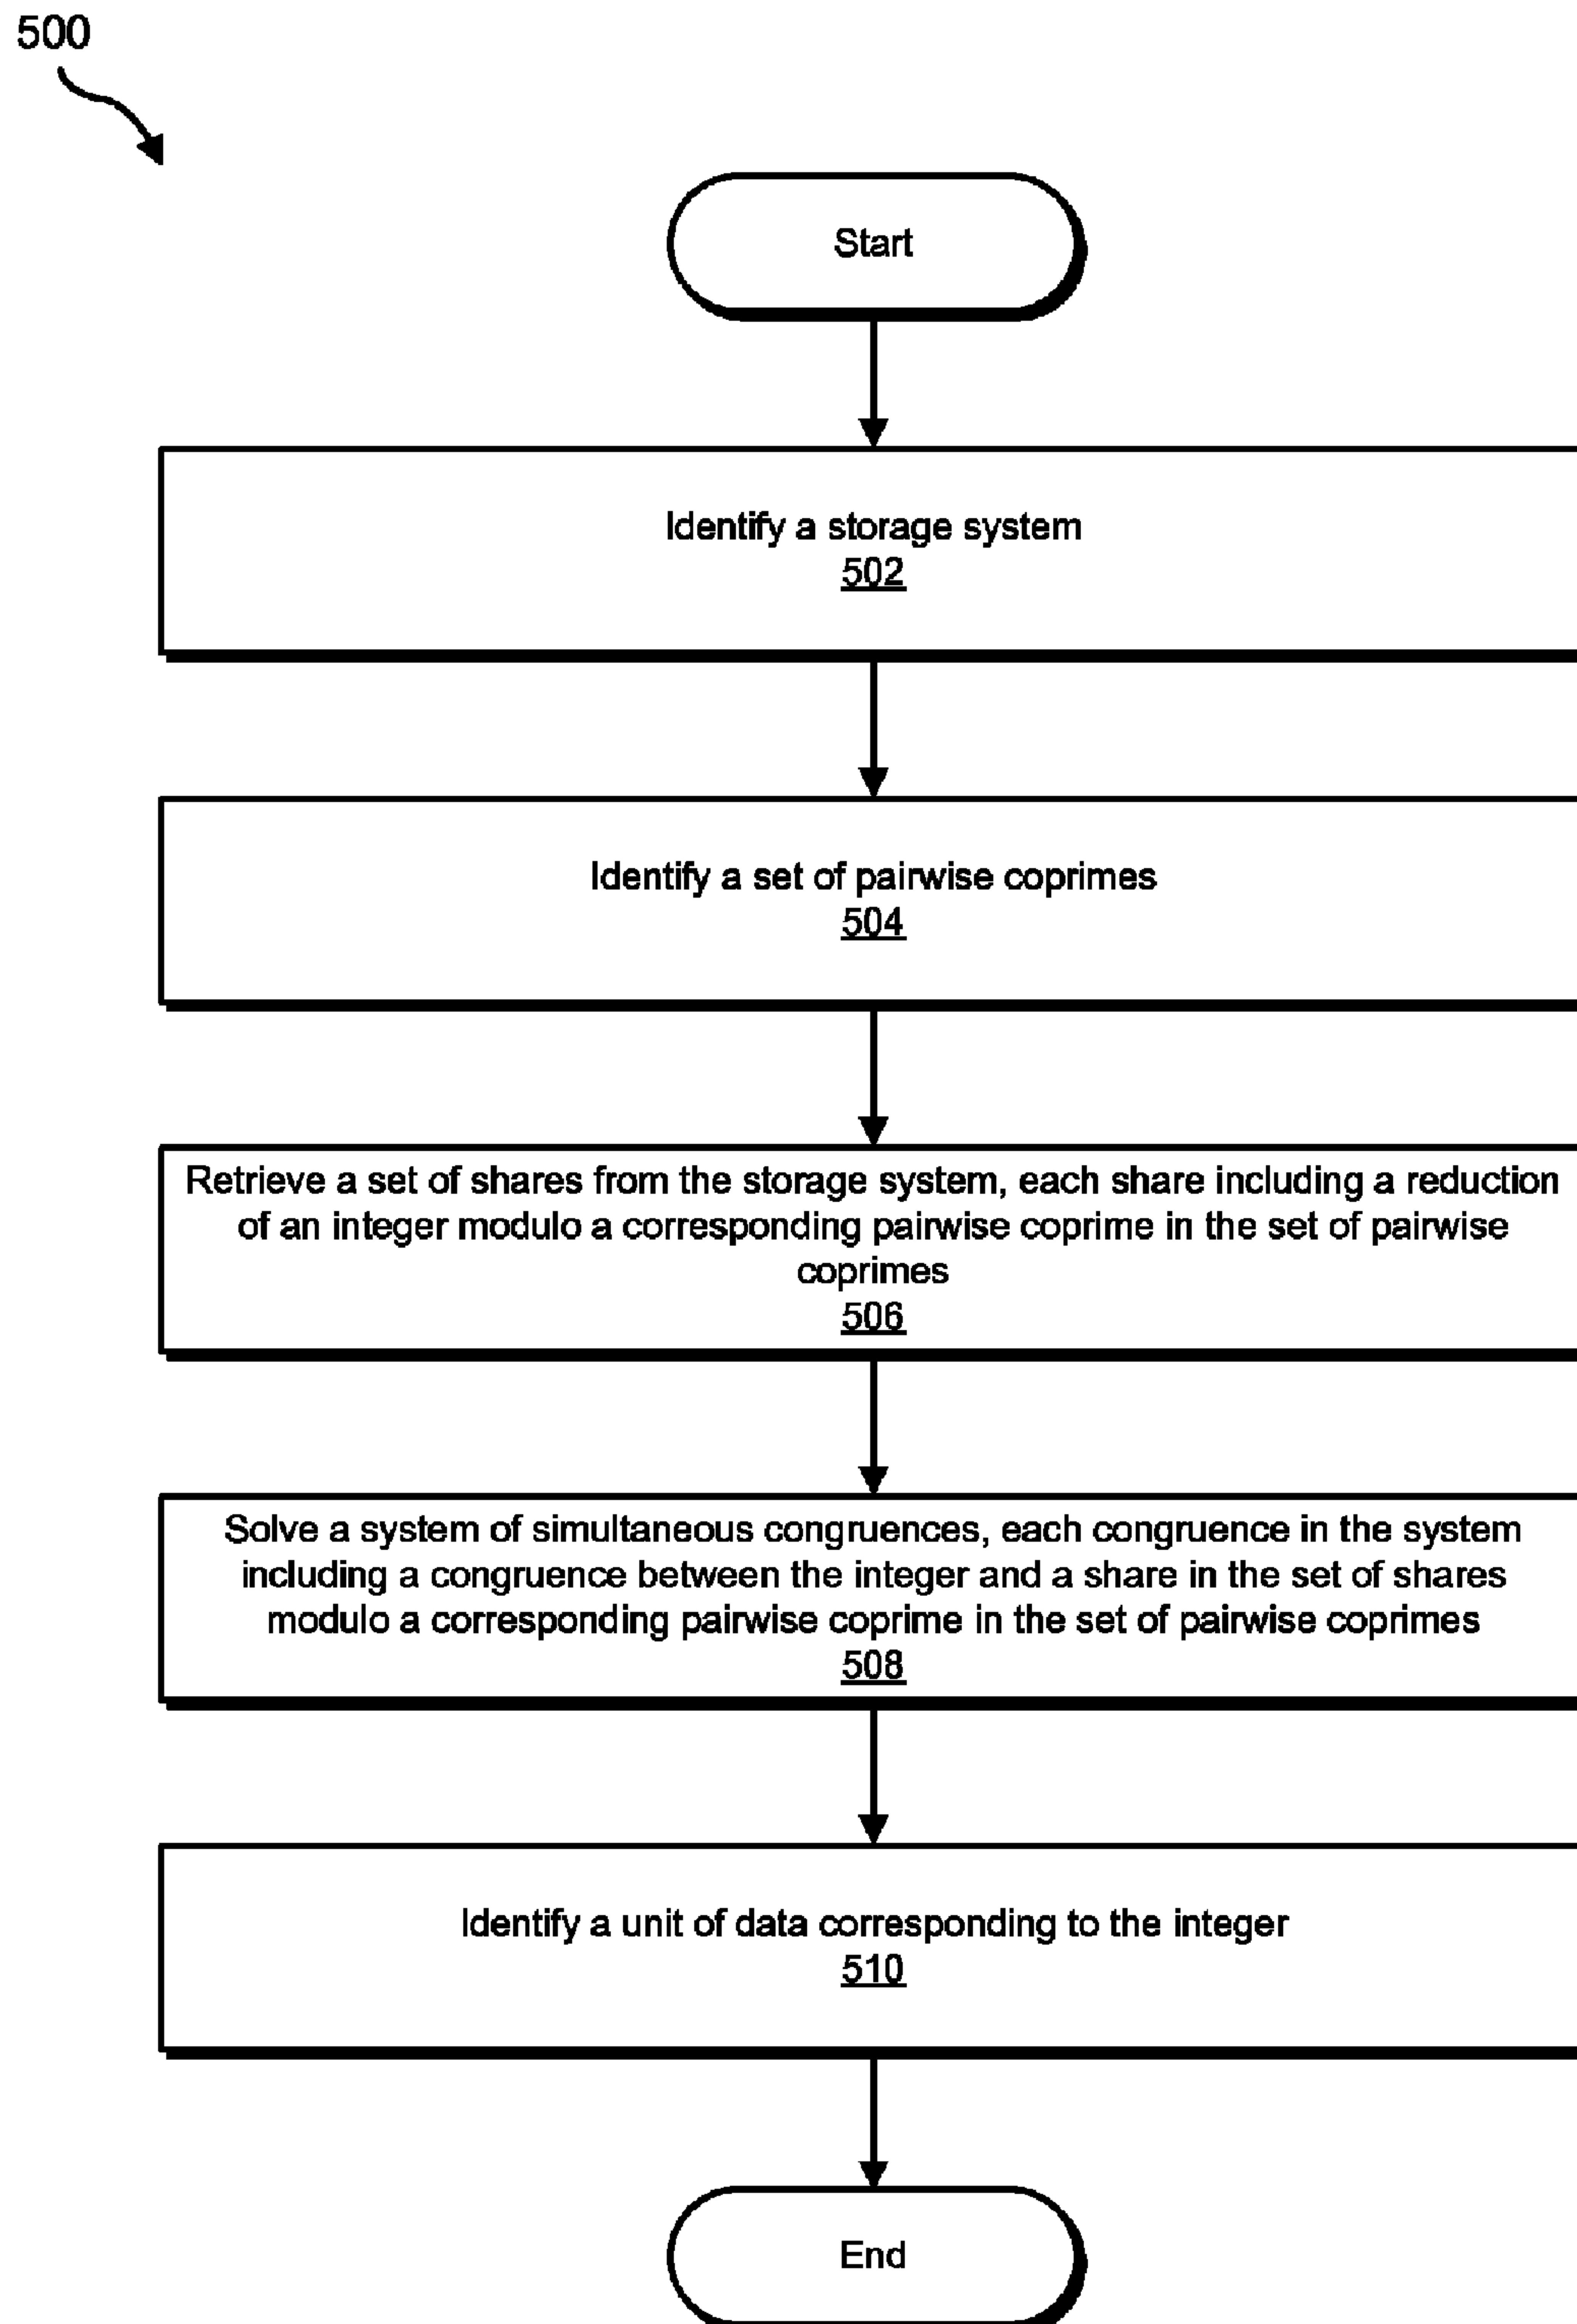 500
Start
Identify a storage system
502
Identify a set of pairwise coprimes
504
Retrieve a set of shares from the storage system, each share including a reduction
of an integer modulo a corresponding pairwise coprime in the set of pairwise
coprimes
506
Solve a system of simultaneous congruences, each congruence in the system
including a congruence between the integer and a share in the set of shares
modulo a corresponding pairwise coprime in the set of pairwise coprimes
508
Identify a unit of data corresponding to the integer
510
End